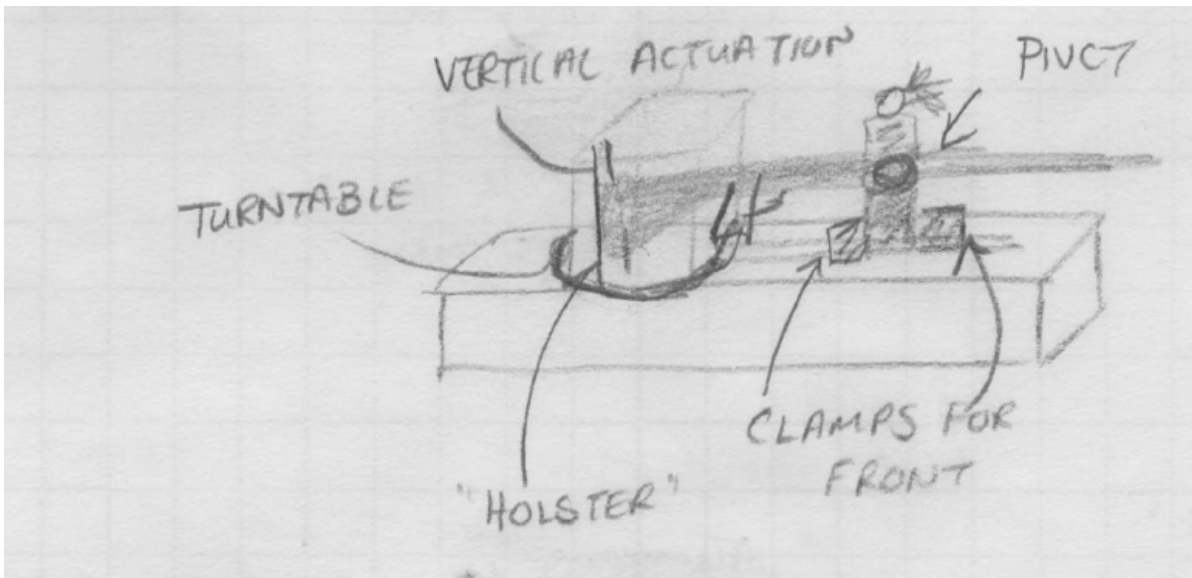 VERTICAL ACTUATION
PIVOT
TURNTABLE
CLAMPS FOR
FRONT
"HOLSTER"